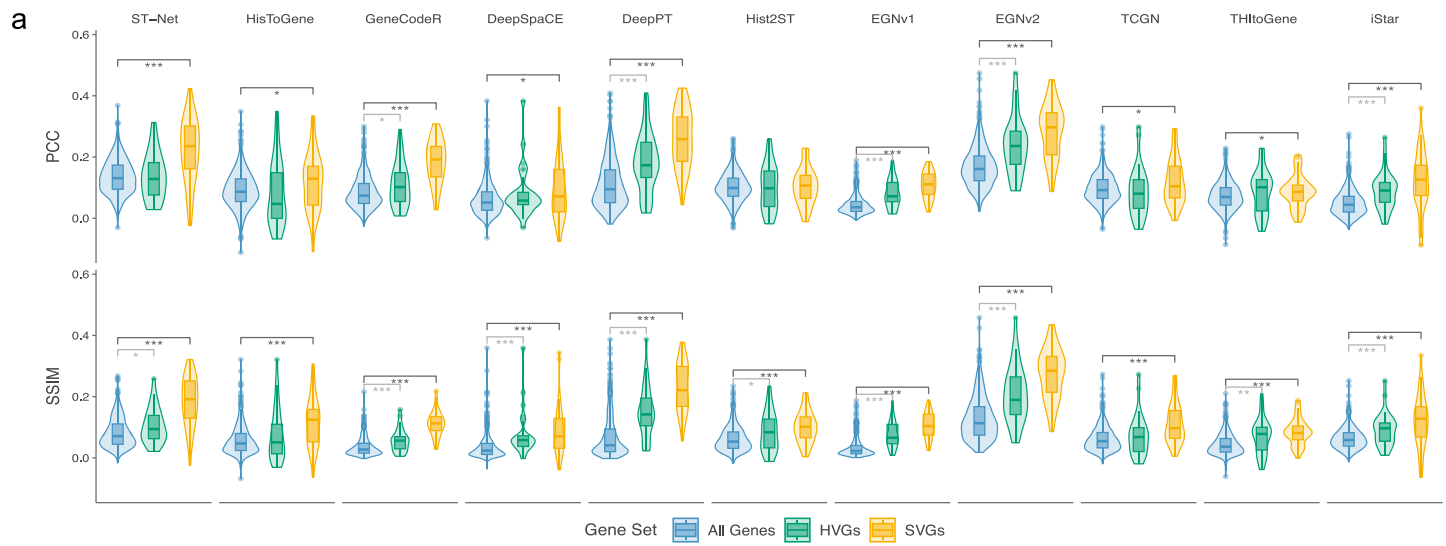 a
ST-Net HisToGene GeneCodeR DeepSpaCE DeepPT Hist2ST EGNv1 EGNv2 TCGN THItoGene iStar
0.6
0.4
0.2
0.0
PCC
*** * * *** * *** *** *** *** *** *** * * *** ***
0.6
0.4
0.2
0.0
SSIM
* *** *** *** *** *** *** *** *** * *** *** *** *** *** *** ** *** *** ***
Gene Set All Genes HVGs SVGs